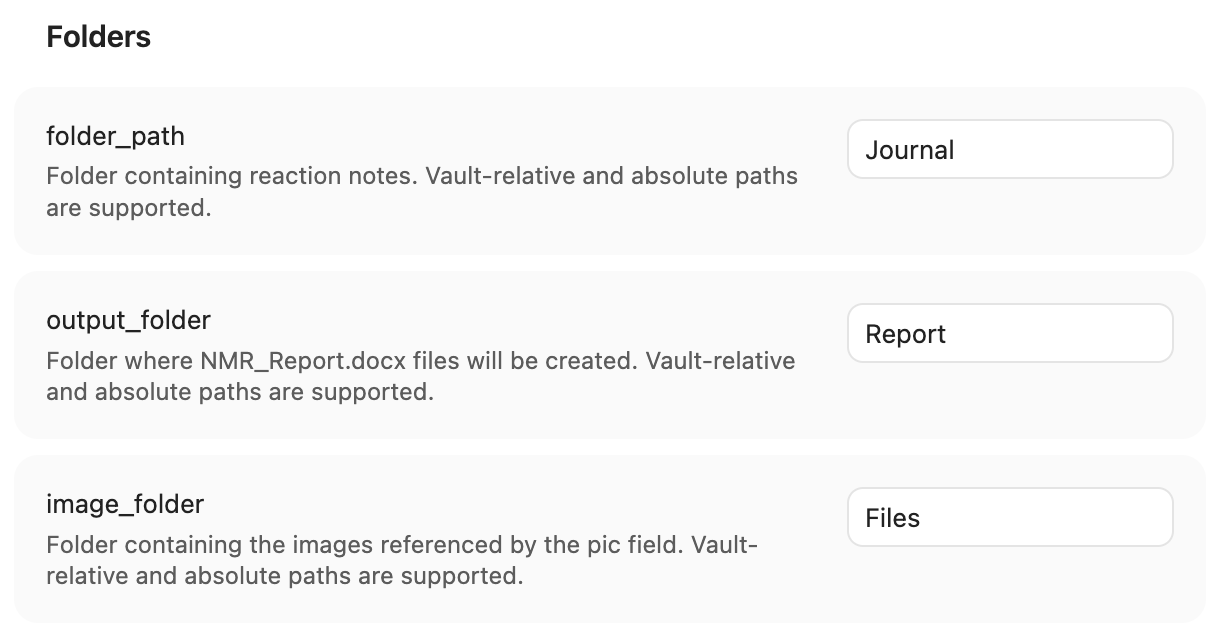 Folders
folder_path
Journal
Folder containing reaction notes. Vault-relative and absolute paths
are supported.
output_folder
Report
Folder where NMR_Report.docx files will be created. Vault-relative
and absolute paths are supported.
image_folder
Files
Folder containing the images referenced by the pic field. Vault-
relative and absolute paths are supported.